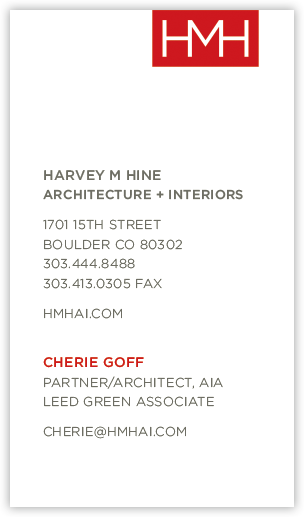 HMH
HARVEY M HINE
ARCHITECTURE + INTERIORS
1701 15TH STREET
BOULDER CO 80302
303.444.8488
303.413.0305 FAX
HMHAI.COM
CHERIE GOFF
PARTNER/ARCHITECT, AIA
LEED GREEN ASSOCIATE
CHERIE@HMHAI.COM